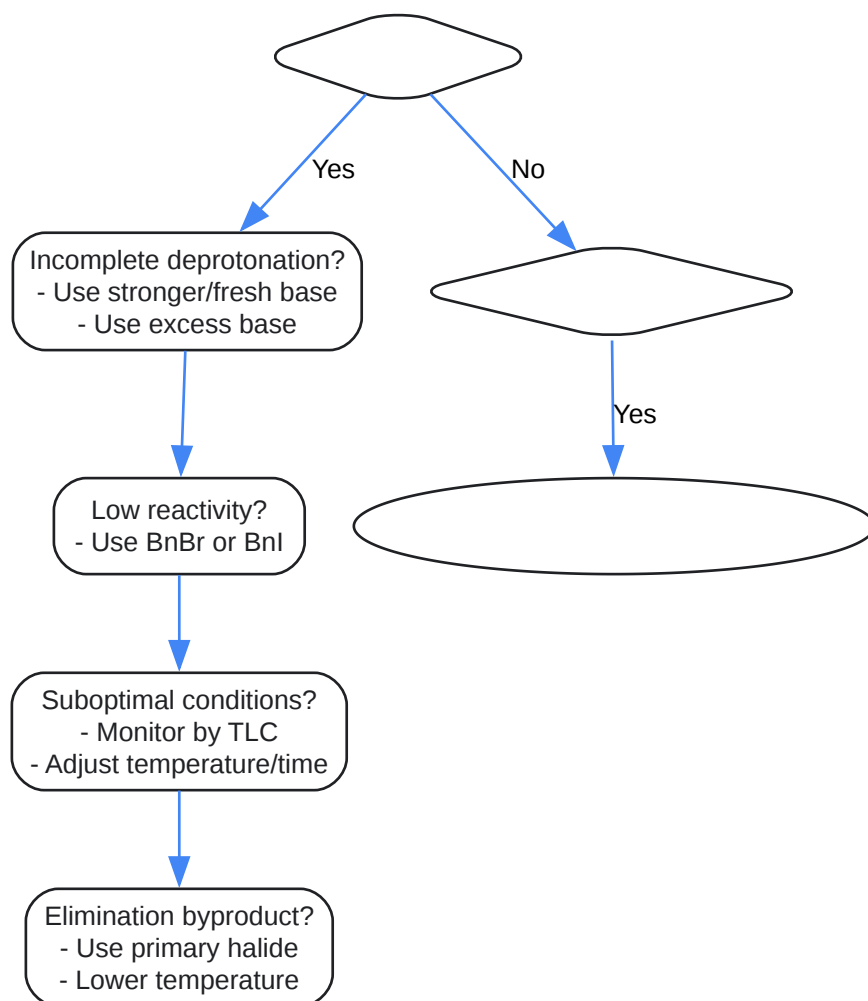 Yes
No
Incomplete deprotonation?
- Use stronger/fresh base
- Use excess base
Yes
Low reactivity?
- Use BnBr or BnI
Suboptimal conditions?
- Monitor by TLC
- Adjust temperature/time
Elimination byproduct?
- Use primary halide
- Lower temperature